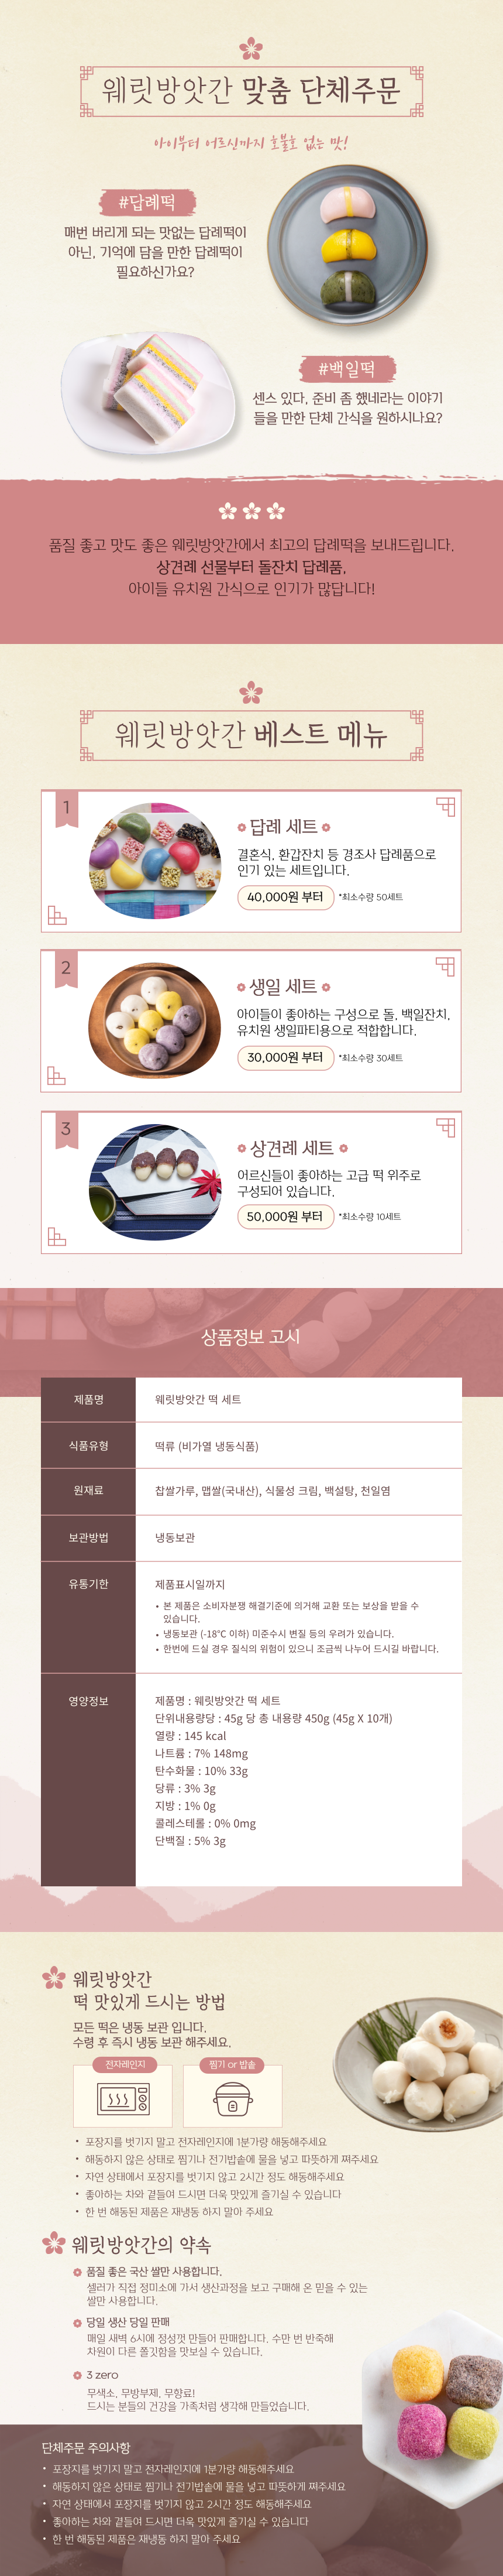 웨릿방앗간 맞춤 단체주문
아이부터 어르신까지 호불호 없는 맛!
#답례떡
매번 버리게 되는 맛없는 답례떡이
아닌, 기억에 담을 만한 답례떡이
필요하신가요?
#백일떡
센스 있다, 준비 좀 했네라는 이야기
들을 만한 단체 간식을 원하시나요?
품질 좋고 맛도 좋은 웨릿방앗간에서 최고의 답례떡을 보내드립니다.
상견례 선물부터 돌잔치 답례품,
아이들 유치원 간식으로 인기가 많답니다!
웨릿방앗간 베스트 메뉴
1
답례 세트
결혼식, 환갑잔치 등 경조사 답례품으로
인기 있는 세트입니다.
40,000원 부터 *최소수량 50세트
2
생일 세트
아이들이 좋아하는 구성으로 돌, 백일잔치,
유치원 생일파티용으로 적합합니다.
30,000원 부터 *최소수량 30세트
3
상견례 세트
어르신들이 좋아하는 고급 떡 위주로
구성되어 있습니다.
50,000원 부터 *최소수량 10세트
상품정보 고시
제품명 웨릿방앗간 떡 세트
식품유형 떡류 (비가열 냉동식품)
원재료 찹쌀가루, 맵쌀(국내산), 식물성 크림, 백설탕, 천일염
보관방법 냉동보관
유통기한 제품표시일까지
• 본 제품은 소비자분쟁 해결기준에 의거해 교환 또는 보상을 받을 수
있습니다.
• 냉동보관 (-18℃ 이하) 미준수시 변질 등의 우려가 있습니다.
• 한번에 드실 경우 질식의 위험이 있으니 조금씩 나누어 드시길 바랍니다.
영양정보 제품명 : 웨릿방앗간 떡 세트
단위내용량당 : 45g 당 총 내용량 450g (45g X 10개)
열량 : 145 kcal
나트륨 : 7% 148mg
탄수화물 : 10% 33g
당류 : 3% 3g
지방 : 1% 0g
콜레스테롤 : 0% 0mg
단백질 : 5% 3g
웨릿방앗간
떡 맛있게 드시는 방법
모든 떡은 냉동 보관 입니다.
수령 후 즉시 냉동 보관 해주세요.
전자레인지 찜기 or 밥솥
• 포장지를 벗기지 말고 전자레인지에 1분가량 해동해주세요
• 해동하지 않은 상태로 찜기나 전기밥솥에 물을 넣고 따뜻하게 쪄주세요
• 자연 상태에서 포장지를 벗기지 않고 2시간 정도 해동해주세요
• 좋아하는 차와 곁들여 드시면 더욱 맛있게 즐기실 수 있습니다
• 한 번 해동된 제품은 재냉동 하지 말아 주세요
웨릿방앗간의 약속
품질 좋은 국산 쌀만 사용합니다.
셀러가 직접 정미소에 가서 생산과정을 보고 구매해 온 믿을 수 있는
쌀만 사용합니다.
당일 생산 당일 판매
매일 새벽 6시에 정성껏 만들어 판매합니다. 수만 번 반죽해
차원이 다른 쫄깃함을 맛보실 수 있습니다.
3 zero
무색소, 무방부제, 무향료!
드시는 분들의 건강을 가족처럼 생각해 만들었습니다.
단체주문 주의사항
• 포장지를 벗기지 말고 전자레인지에 1분가량 해동해주세요
• 해동하지 않은 상태로 찜기나 전기밥솥에 물을 넣고 따뜻하게 쪄주세요
• 자연 상태에서 포장지를 벗기지 않고 2시간 정도 해동해주세요
• 좋아하는 차와 곁들여 드시면 더욱 맛있게 즐기실 수 있습니다
• 한 번 해동된 제품은 재냉동 하지 말아 주세요